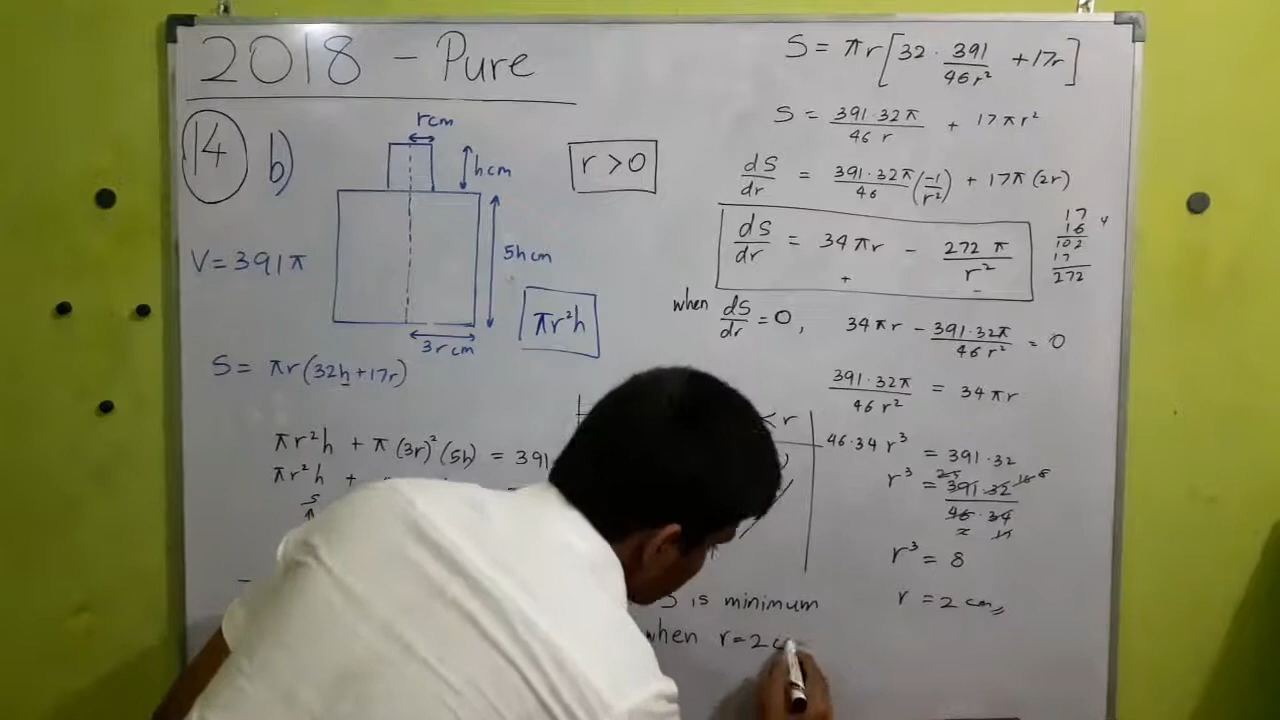 2018 - Pure
14 b)
r cm
h cm
r > 0
V = 391π
5h cm
πr²h
3r cm
S = πr(32h + 17r)
πr²h + π(3r)²(5h) = 391
πr²h +
S
r
S is minimum
when r = 2 c
S = πr[32 · 391/46r² + 17r]
S = 391·32π/46 r + 17πr²
dS/dr = 391·32π/46 (-1/r²) + 17π(2r)
dS/dr = 34πr - 272π/r²
+ -
17
16
102
17
272
when dS/dr = 0, 34πr - 391·32π/46r² = 0
391·32π/46r² = 34πr
46·34 r³ = 391·32
r³ = 391·32/46·34
r³ = 8
r = 2 cm